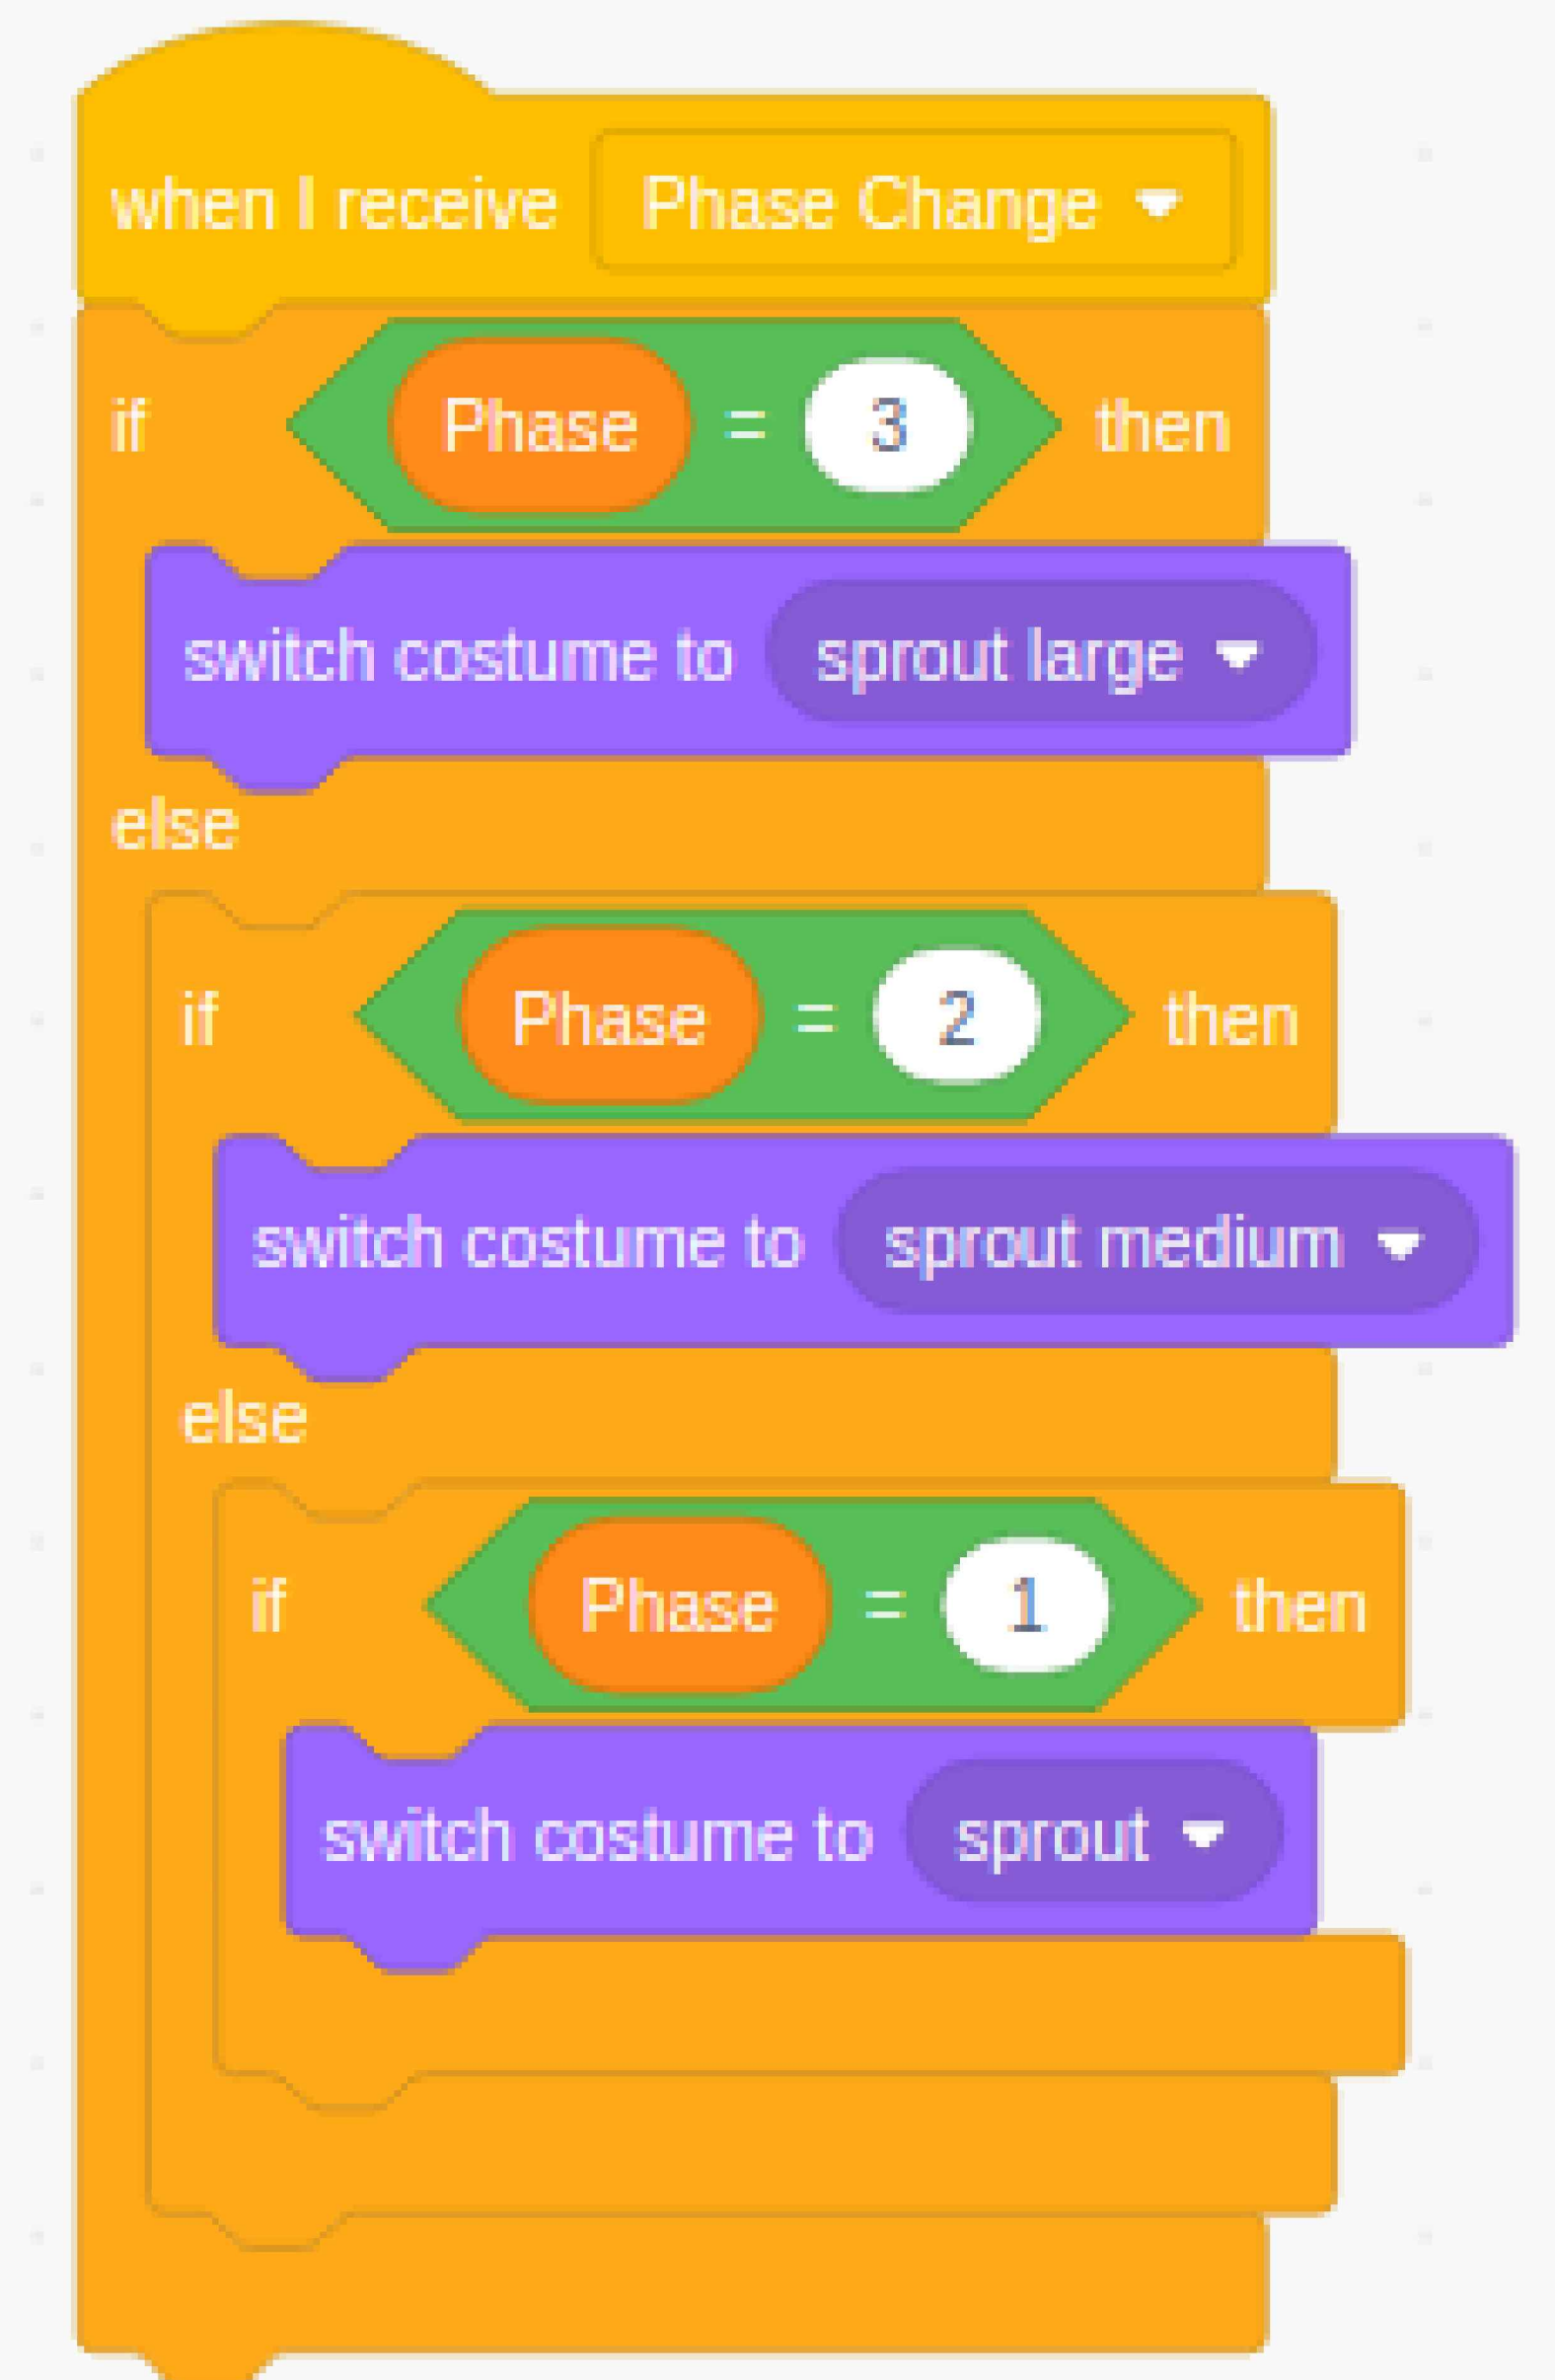 when I receive Phase Change
if Phase = 3 then
switch costume to sprout large
else
if Phase = 2 then
switch costume to sprout medium
else
if Phase = 1 then
switch costume to sprout